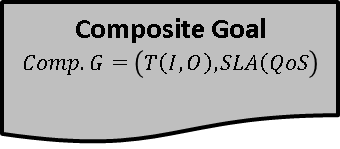 Composite Goal
Comp. G = (T(I,O),SLA(QoS)